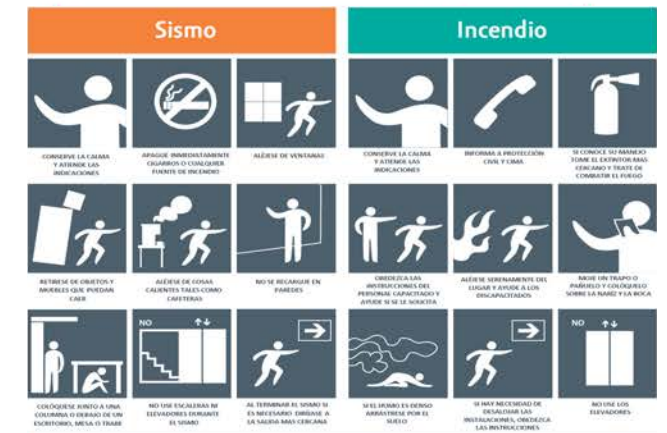 Sismo
Incendio
CONSERVE LA CALMA
Y ATIENDE LAS
INDICACIONES
APAGUE INMEDIATAMENTE
CIGARROS O CUALQUIER
FUENTE DE INCENDIO
ALÉJESE DE VENTANAS
CONSERVE LA CALMA
Y ATIENDE LAS
INDICACIONES
INFORMA A PROTECCIÓN
CIVIL Y CIMA
SI CONOCE SU MANEJO
TOME EL EXTINTOR MAS
CERCANO Y TRATE DE
COMBATIR EL FUEGO
RETIRESE DE OBJETOS Y
MUEBLES QUE PUEDAN
CAER
ALÉJESE DE COSAS
CALIENTES TALES COMO
CAFETERAS
NO SE RECARGUE EN
PAREDES
OBEDEZCA LAS
INSTRUCCIONES DEL
PERSONAL CAPACITADO Y
AYUDE SI SE LE SOLICITA
ALÉJESE SERENAMENTE DEL
LUGAR Y AYUDE A LOS
DISCAPACITADOS
MOJE UN TRAPO O
PAÑUELO Y COLÓQUELO
SOBRE LA NARÍZ Y LA BOCA
COLÓQUESE JUNTO A UNA
COLUMNA O DEBAJO DE UN
ESCRITORIO, MESA O TRABE
NO
NO USE ESCALERAS NI
ELEVADORES DURANTE
EL SISMO
AL TERMINAR EL SISMO SI
ES NECESARIO DIRÍJASE A
LA SALIDA MAS CERCANA
SI EL HUMO ES DENSO
ARRÁSTRESE POR EL
SUELO
SI HAY NECESIDAD DE
DESALOJAR LAS
INSTALACIONES, OBEDEZCA
LAS INSTRUCCIONES
NO
NO USE LOS
ELEVADORES